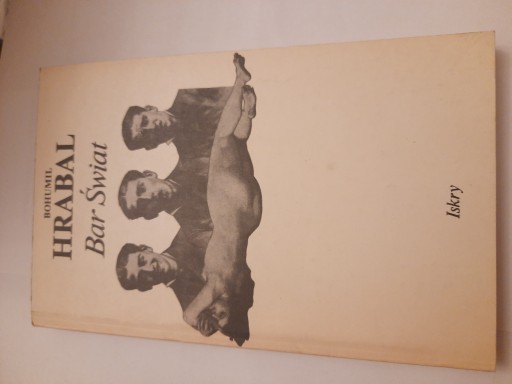 BOHUMIL
HRABAL
Bar Świat
Iskry